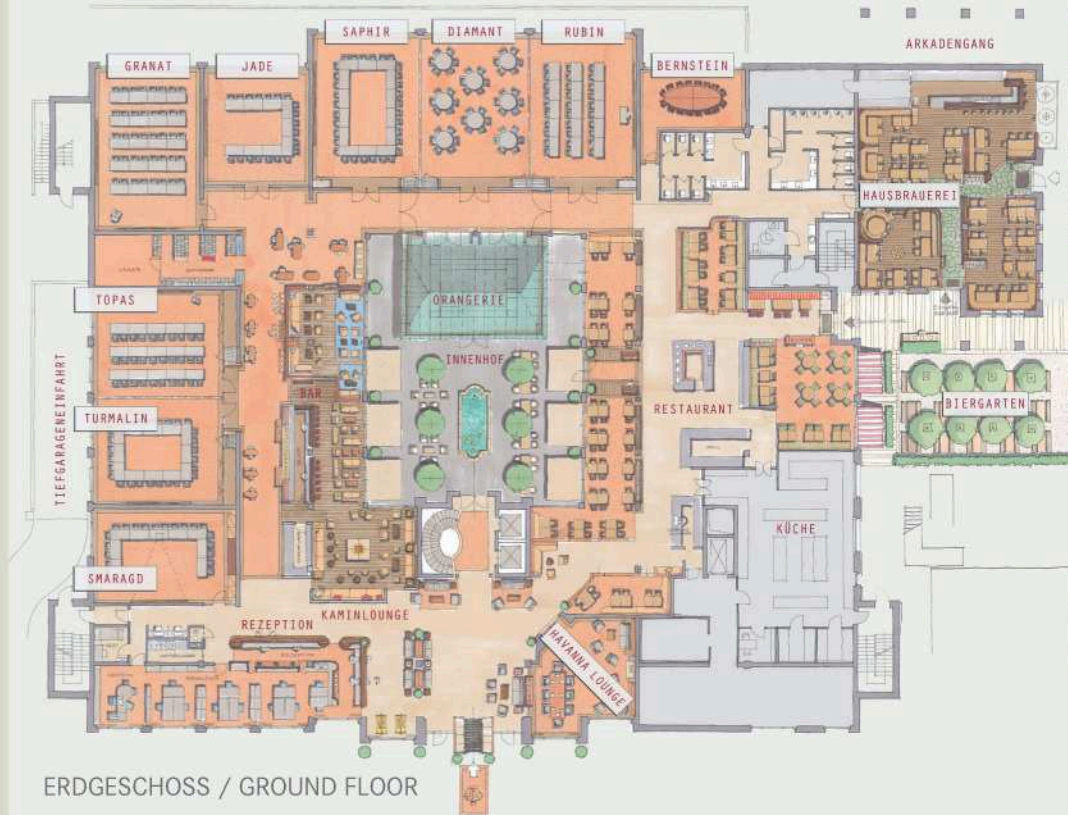 ARKADENGANG
SAPHIR
DIAMANT
RUBIN
GRANAT
JADE
BERNSTEIN
HAUSBRAUEREI
TOPAS
ORANGERIE
INNENHOF
TIEFGARAGENEINFAHRT
BAR
TURMALIN
RESTAURANT
BIERGARTEN
KÜCHE
SMARAGD
KAMINLOUNGE
REZEPTION
HAVANNA-LOUNGE
ERDGESCHOSS / GROUND FLOOR